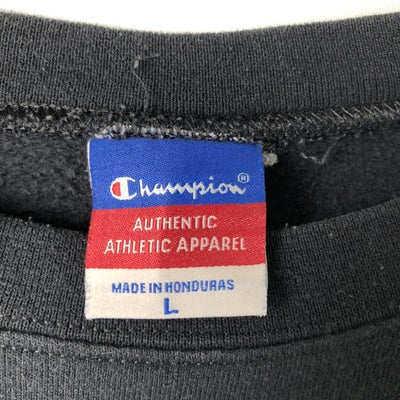 Champion®
AUTHENTIC
ATHLETIC APPAREL
MADE IN HONDURAS
L